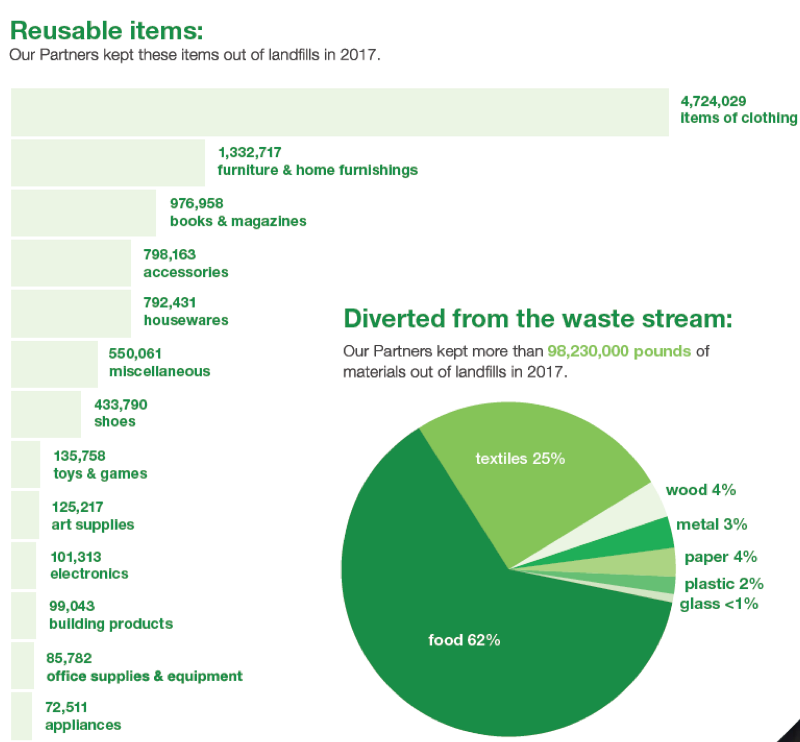 Reusable items:
Our Partners kept these items out of landfills in 2017.
4,724,029
items of clothing
1,332,717
furniture & home furnishings
976,958
books & magazines
798,163
accessories
792,431
housewares
550,061
miscellaneous
433,790
shoes
135,758
toys & games
125,217
art supplies
101,313
electronics
99,043
building products
85,782
office supplies & equipment
72,511
appliances
Diverted from the waste stream:
Our Partners kept more than 98,230,000 pounds of
materials out of landfills in 2017.
textiles 25%
wood 4%
metal 3%
paper 4%
plastic 2%
glass <1%
food 62%